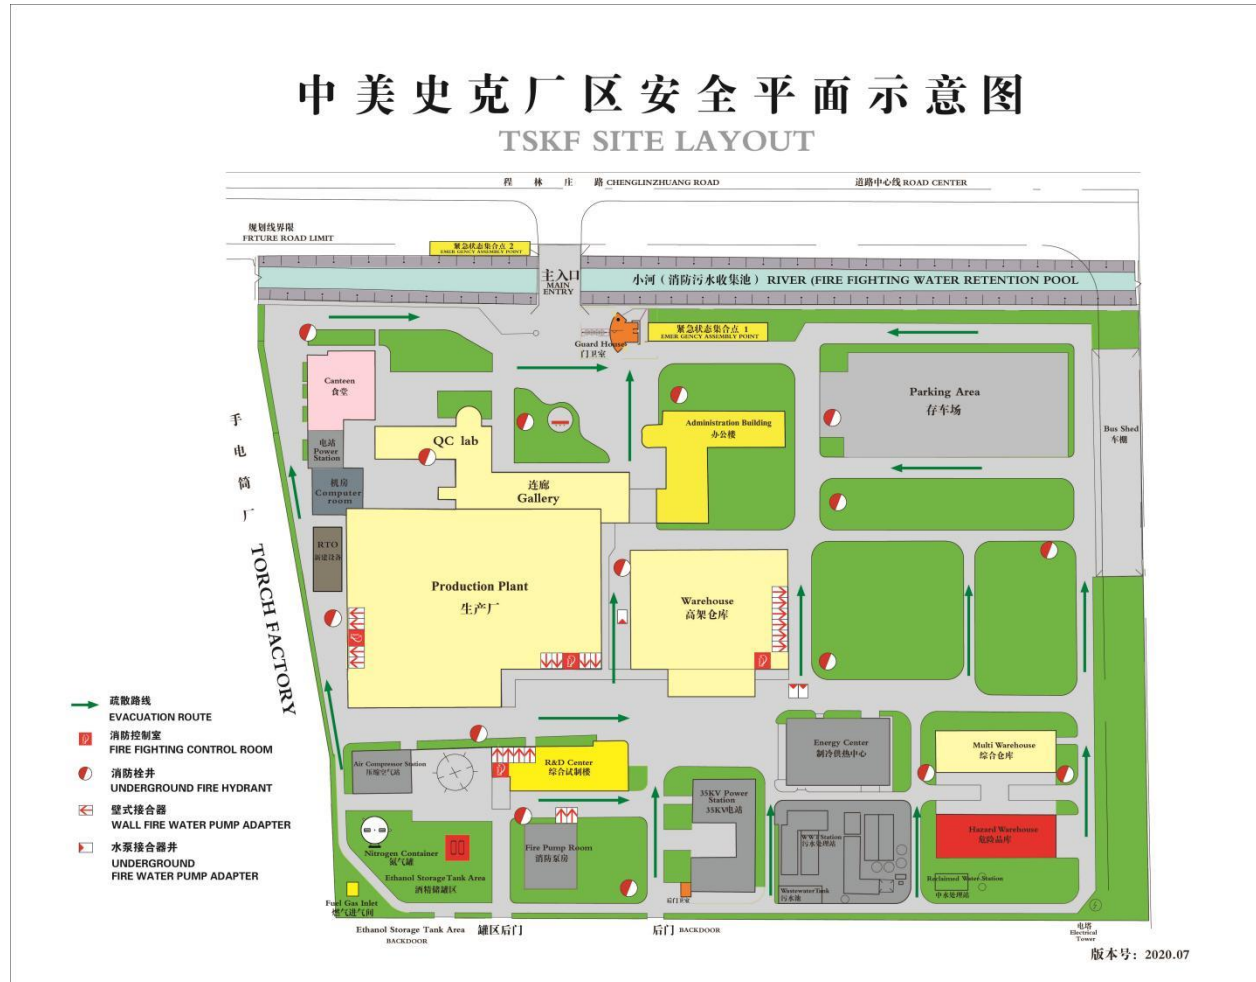 中美史克厂区安全平面示意图
TSKF SITE LAYOUT
程 林 庄 路 CHENGLINZHUANG ROAD
道路中心线 ROAD CENTER
规划线界限
FRTURE ROAD LIMIT
紧急状态集合点 2
EMER GENCY ASSEMBLY POINT
主入口
MAIN
ENTRY
小河（消防污水收集池） RIVER (FIRE FIGHTING WATER RETENTION POOL
紧急状态集合点 1
EMER GENCY ASSEMBLY POINT
Guard House
门卫室
Canteen
食堂
Parking Area
存车场
手电筒厂 TORCH FACTORY
Administration Building
办公楼
Bus Shed
车棚
QC lab
电站
Power
Station
机房
Computer
room
连廊
Gallery
RTO
新建设备
Production Plant
生产厂
Warehouse
高架仓库
疏散路线
EVACUATION ROUTE
消防控制室
FIRE FIGHTING CONTROL ROOM
消防栓井
UNDERGROUND FIRE HYDRANT
壁式接合器
WALL FIRE WATER PUMP ADAPTER
水泵接合器井
UNDERGROUND
FIRE WATER PUMP ADAPTER
Air Compressor Station
压缩空气站
R&D Center
综合试制楼
Energy Center
制冷供热中心
Multi Warehouse
综合仓库
35KV Power
Station
35KV电站
Nitrogen Container
氮气罐
Ethanol Storage Tank Area
酒精储罐区
Fire Pump Room
消防泵房
WWT Station
污水处理站
Hazard Warehouse
危险品库
Reclaimed Water Station
中水处理站
Wastewater Tank
污水池
Fuel Gas Inlet
燃气进气间
后门卫室
Ethanol Storage Tank Area
BACKDOOR
罐区后门
后门 BACKDOOR
电塔
Electrical
Tower
版本号：2020.07